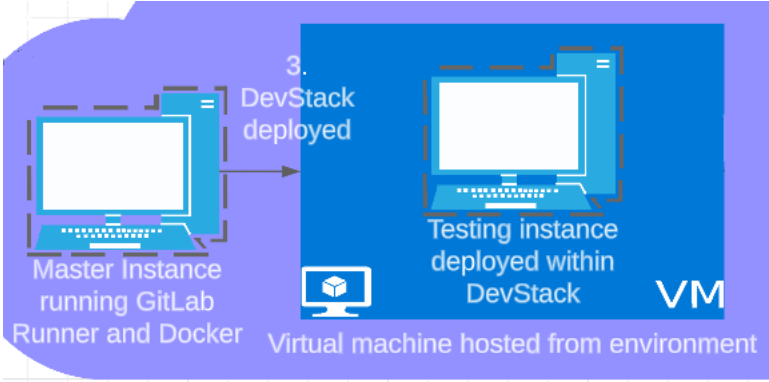 3.
DevStack
deployed
Master Instance
running GitLab
Runner and Docker
Testing instance
deployed within
DevStack
VM
Virtual machine hosted from environment